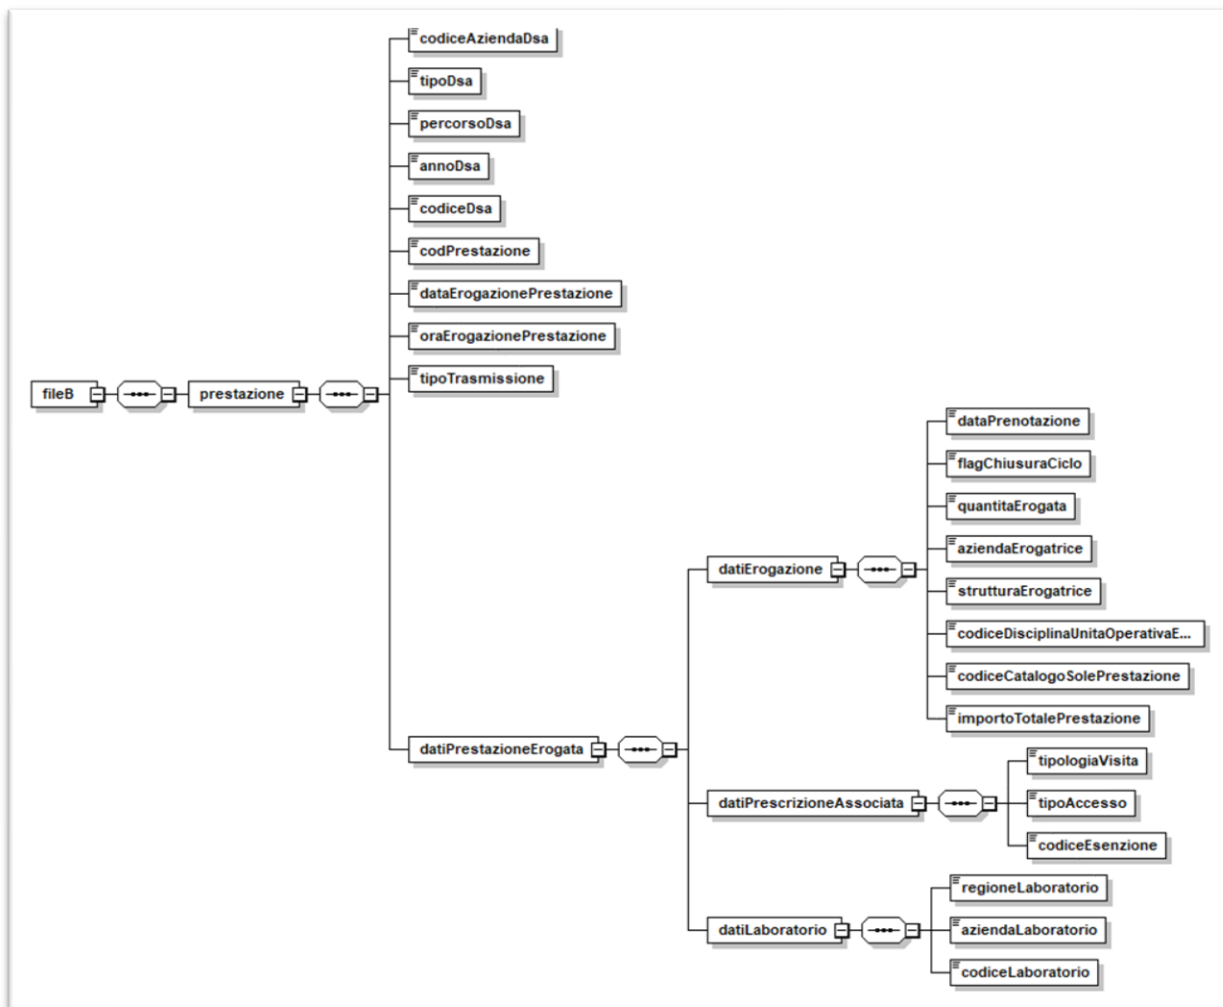 codiceAziendaDsa
tipoDsa
percorsoDsa
annoDsa
codiceDsa
codPrestazione
dataErogazionePrestazione
oraErogazionePrestazione
tipoTrasmissione
fileB
prestazione
dataPrenotazione
flagChiusuraCiclo
quantitaErogata
aziendaErogatrice
datiErogazione
strutturaErogatrice
codiceDisciplinaUnitaOperativaE...
codiceCatalogoSolePrestazione
importoTotalePrestazione
datiPrestazioneErogata
tipologiaVisita
datiPrescrizioneAssociata
tipoAccesso
codiceEsenzione
regioneLaboratorio
datiLaboratorio
aziendaLaboratorio
codiceLaboratorio